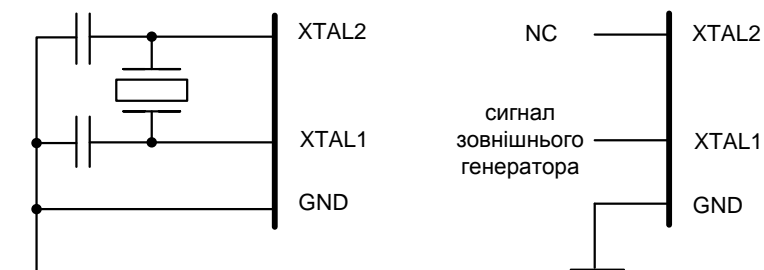 XTAL2
XTAL1
GND
NC
XTAL2
сигнал
зовнішнього
генератора
XTAL1
GND